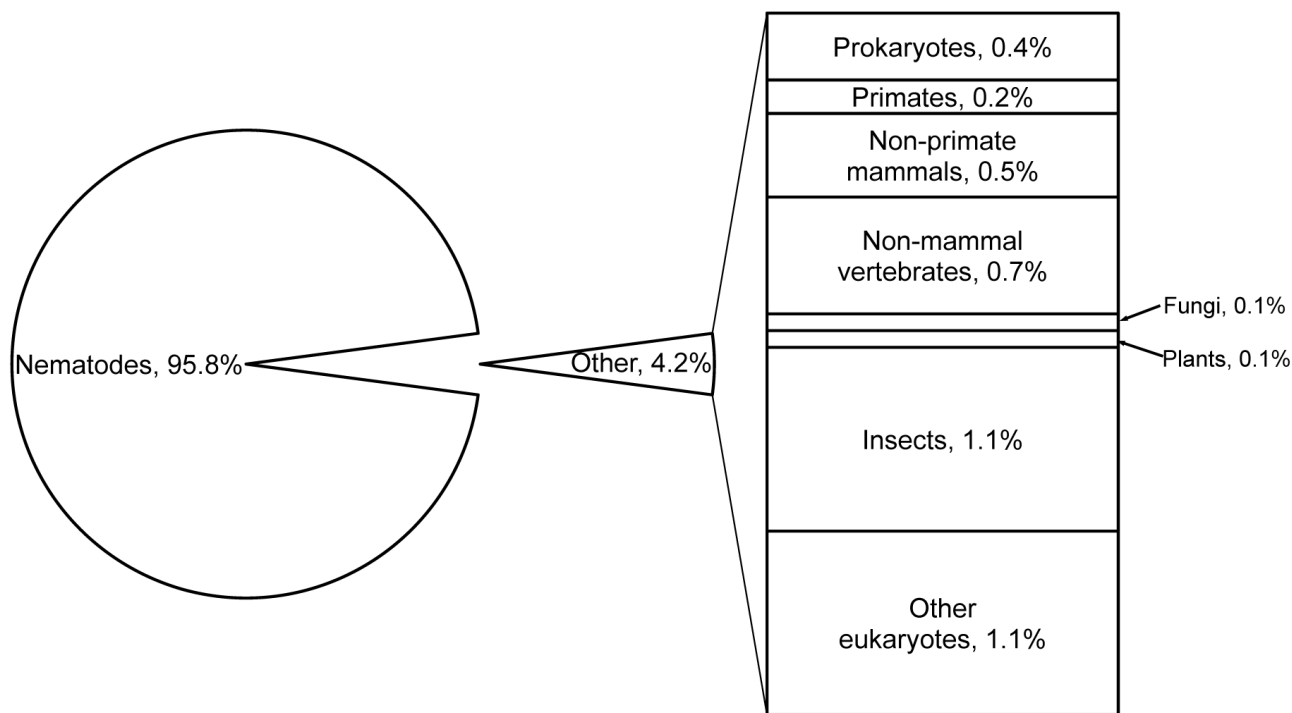 Nematodes, 95.8%
Other, 4.2%
Prokaryotes, 0.4%
Primates, 0.2%
Non-primate
mammals, 0.5%
Non-mammal
vertebrates, 0.7%
Fungi, 0.1%
Plants, 0.1%
Insects, 1.1%
Other
eukaryotes, 1.1%